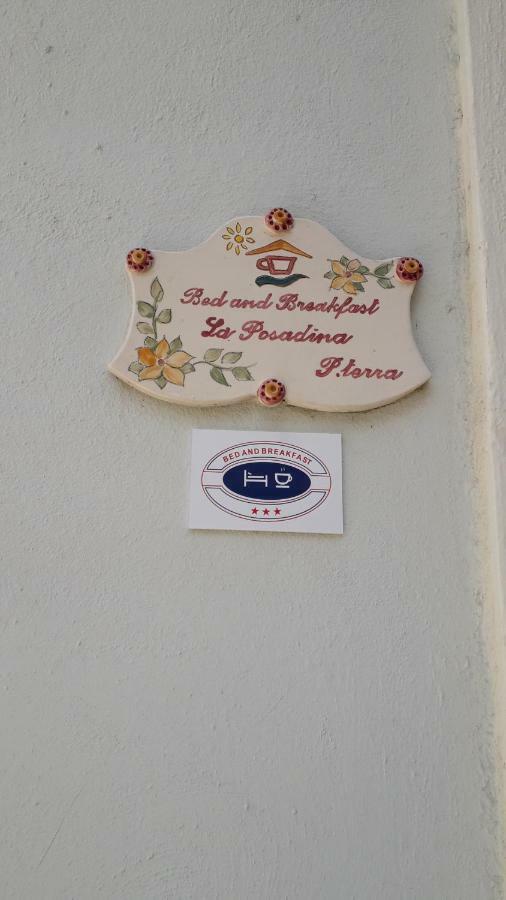 Bed and Breakfast
La Posadina
P.terra
BED AND BREAKFAST